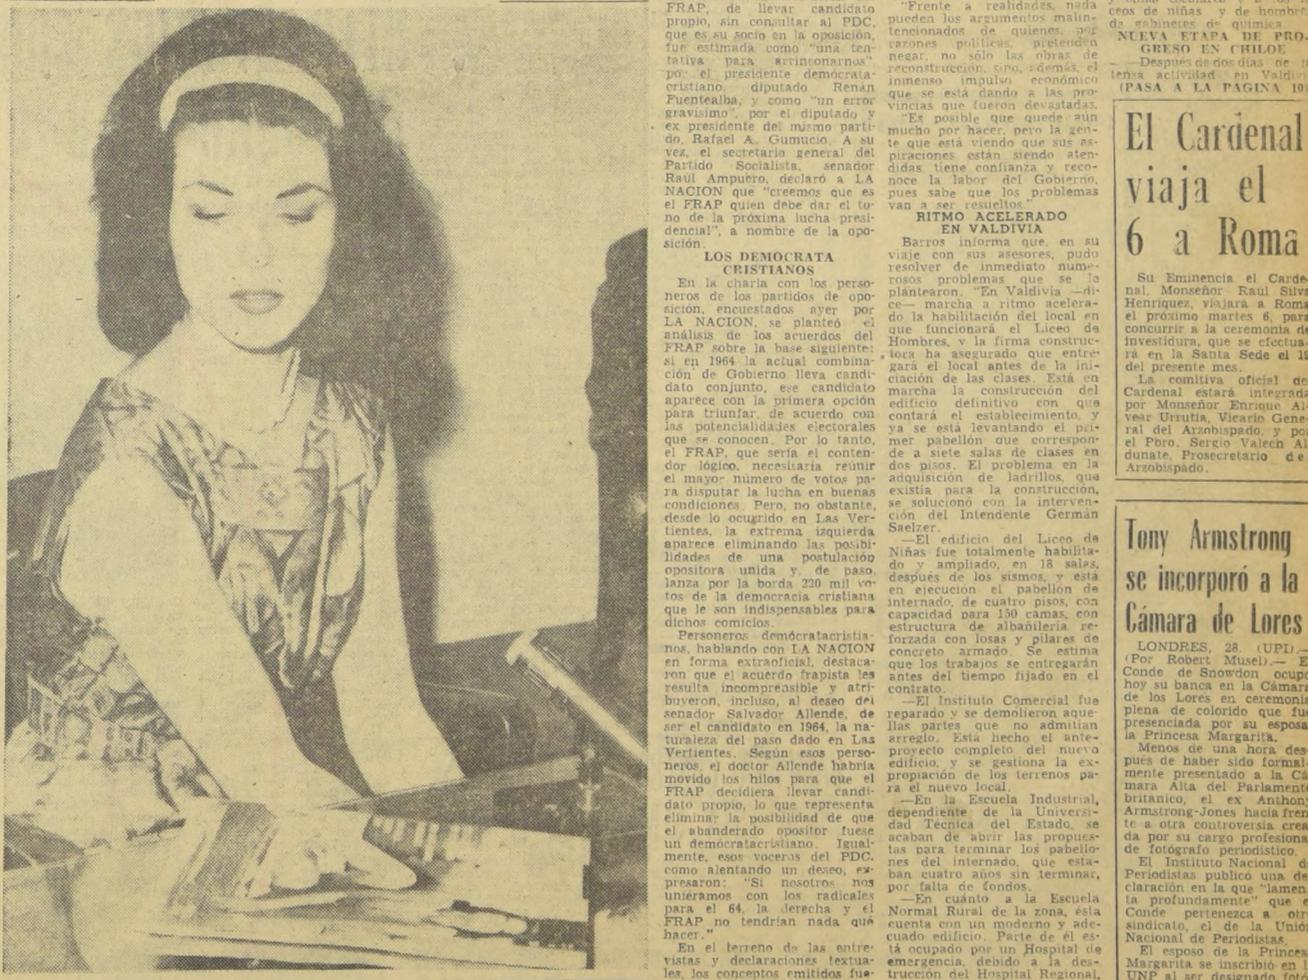 FRAP, de llevar candidato
propio, sin consultar al PDC,
que es su socio en la oposición,
fue estimada como "una ten-
tativa para arrinconarnos"
por el presidente demócrata-
cristiano, diputado Renán
Fuentealba, y como "un error
gravísimo", por el diputado y
ex presidente del mismo parti-
do, Rafael A. Gumucio. A su
vez, el secretario general del
Partido Socialista, senador
Raúl Ampuero, declaró a LA
NACION que "creemos que es
el FRAP quien debe dar el to-
no de la próxima lucha presi-
dencial", a nombre de la opo-
sición.
LOS DEMOCRATA
CRISTIANOS
En la charla con los perso-
neros de los partidos de opo-
sición, encuestados ayer por
LA NACION, se planteó el
análisis de los acuerdos del
FRAP sobre la base siguiente:
si en 1964 la actual combina-
ción de Gobierno lleva candi-
dato conjunto, ese candidato
aparece con la primera opción
para triunfar, de acuerdo con
las potencialidades electorales
que se conocen. Por lo tanto,
el FRAP, que sería el conten-
dor lógico, necesitaría reunir
el mayor número de votos pa-
ra disputar la lucha en buenas
condiciones. Pero, no obstante,
desde lo ocurrido en Las Ver-
tientes, la extrema izquierda
aparece eliminando las posibi-
lidades de una postulación
opositora unida y, de paso,
lanza por la borda 220 mil vo-
tos de la democracia cristiana
que le son indispensables para
dichos comicios.
Personeros demócratacristia-
nos, hablando con LA NACION
en forma extraoficial, destaca-
ron que el acuerdo frapista les
resulta incomprensible y atri-
buyeron, incluso, al deseo del
senador Salvador Allende, de
ser el candidato en 1964, la na-
turaleza del paso dado en Las
Vertientes. Según esos perso-
neros, el doctor Allende habría
movido los hilos para que el
FRAP decidiera llevar candi-
dato propio, lo que representa
eliminar la posibilidad de que
el abanderado opositor fuese
un demócratacristiano. Igual-
mente, esos voceros del PDC,
como alentando un deseo, ex-
presaron: "Si nosotros nos
uniéramos con los radicales
para el 64, la derecha y el
FRAP no tendrían nada que
hacer."
En el terreno de las entre-
vistas y declaraciones textua-
les, los conceptos emitidos fue-
"Frente a realidades, nada
pueden los argumentos malin-
tencionados de quienes, por
razones políticas, pretenden
negar, no sólo las obras de
reconstrucción, sino, además, el
inmenso impulso económico
que se está dando a las pro-
vincias que fueron devastadas.
"Es posible que quede aún
mucho por hacer, pero la gen-
te que está viendo que sus as-
piraciones están siendo aten-
didas tiene confianza y reco-
noce la labor del Gobierno,
pues sabe que los problemas
van a ser resueltos."
RITMO ACELERADO
EN VALDIVIA
Barros informa que, en su
viaje con sus asesores, pudo
resolver de inmediato nume-
rosos problemas que se le
plantearon. "En Valdivia —di-
ce— marcha a ritmo acelera-
do la habilitación del local en
que funcionará el Liceo de
Hombres, y la firma construc-
tora ha asegurado que entre-
gará el local antes de la ini-
ciación de las clases. Está en
marcha la construcción del
edificio definitivo con que
contará el establecimiento, y
ya se está levantando el pri-
mer pabellón que correspon-
de a siete salas de clases en
dos pisos. El problema en la
adquisición de ladrillos, que
existía para la construcción,
se solucionó con la interven-
ción del Intendente Germán
Saelzer.
—El edificio del Liceo de
Niñas fue totalmente habilita-
do y ampliado, en 18 salas,
después de los sismos, y está
en ejecución el pabellón de
internado, de cuatro pisos, con
capacidad para 150 camas, con
estructura de albañilería re-
forzada con losas y pilares de
concreto armado. Se estima
que los trabajos se entregarán
antes del tiempo fijado en el
contrato.
—El Instituto Comercial fue
reparado y se demolieron aque-
llas partes que no admitían
arreglo. Está hecho el ante-
proyecto completo del nuevo
edificio, y se gestiona la ex-
propiación de los terrenos pa-
ra el nuevo local.
—En la Escuela Industrial,
dependiente de la Universi-
dad Técnica del Estado, se
acaban de abrir las propues-
tas para terminar los pabello-
nes del internado, que esta-
ban cuatro años sin terminar,
por falta de fondos.
—En cuánto a la Escuela
Normal Rural de la zona, ésta
cuenta con un moderno y ade-
cuado edificio. Parte de él es-
tá ocupado por un Hospital de
emergencia, debido a la des-
trucción del Hospital Regional,
ceos de niñas y de hombre
de gabinetes de química.
NUEVA ETAPA DE PRO-
GRESO EN CHILOE
—Después de dos días de i
tensa actividad en Valdiv
(PASA A LA PAGINA 10)
El Cardenal
viaja el
6 a Roma
Su Eminencia el Carde-
nal, Monseñor Raúl Silva
Henríquez, viajará a Roma
el próximo martes 6, para
concurrir a la ceremonia de
investidura, que se efectua-
rá en la Santa Sede el 19
del presente mes.
La comitiva oficial de
Cardenal estará integrada
por Monseñor Enrique Al-
vear Urrutia, Vicario Gene-
ral del Arzobispado, y por
el Pbro. Sergio Valech Al
dunate, Prosecretario de
Arzobispado.
Tony Armstrong
se incorporó a la
Cámara de Lores
LONDRES, 28. (UPI).—
(Por Robert Musel).— E
Conde de Snowdon ocupó
hoy su banca en la Cámara
de los Lores en ceremonia
plena de colorido que fue
presenciada por su esposa
la Princesa Margarita.
Menos de una hora des-
pués de haber sido formal-
mente presentado a la Cá
mara Alta del Parlamento
británico, el ex Anthony
Armstrong-Jones hacía fren
te a otra controversia crea
da por su cargo profesiona
de fotógrafo periodístico.
El Instituto Nacional de
Periodistas publicó una de
claración en la que "lamen
ta profundamente" que e
Conde pertenezca a otro
sindicato, el de la Unión
Nacional de Periodistas.
El esposo de la Princes
Margarita se inscribió en l
UNP al ser designado fotó